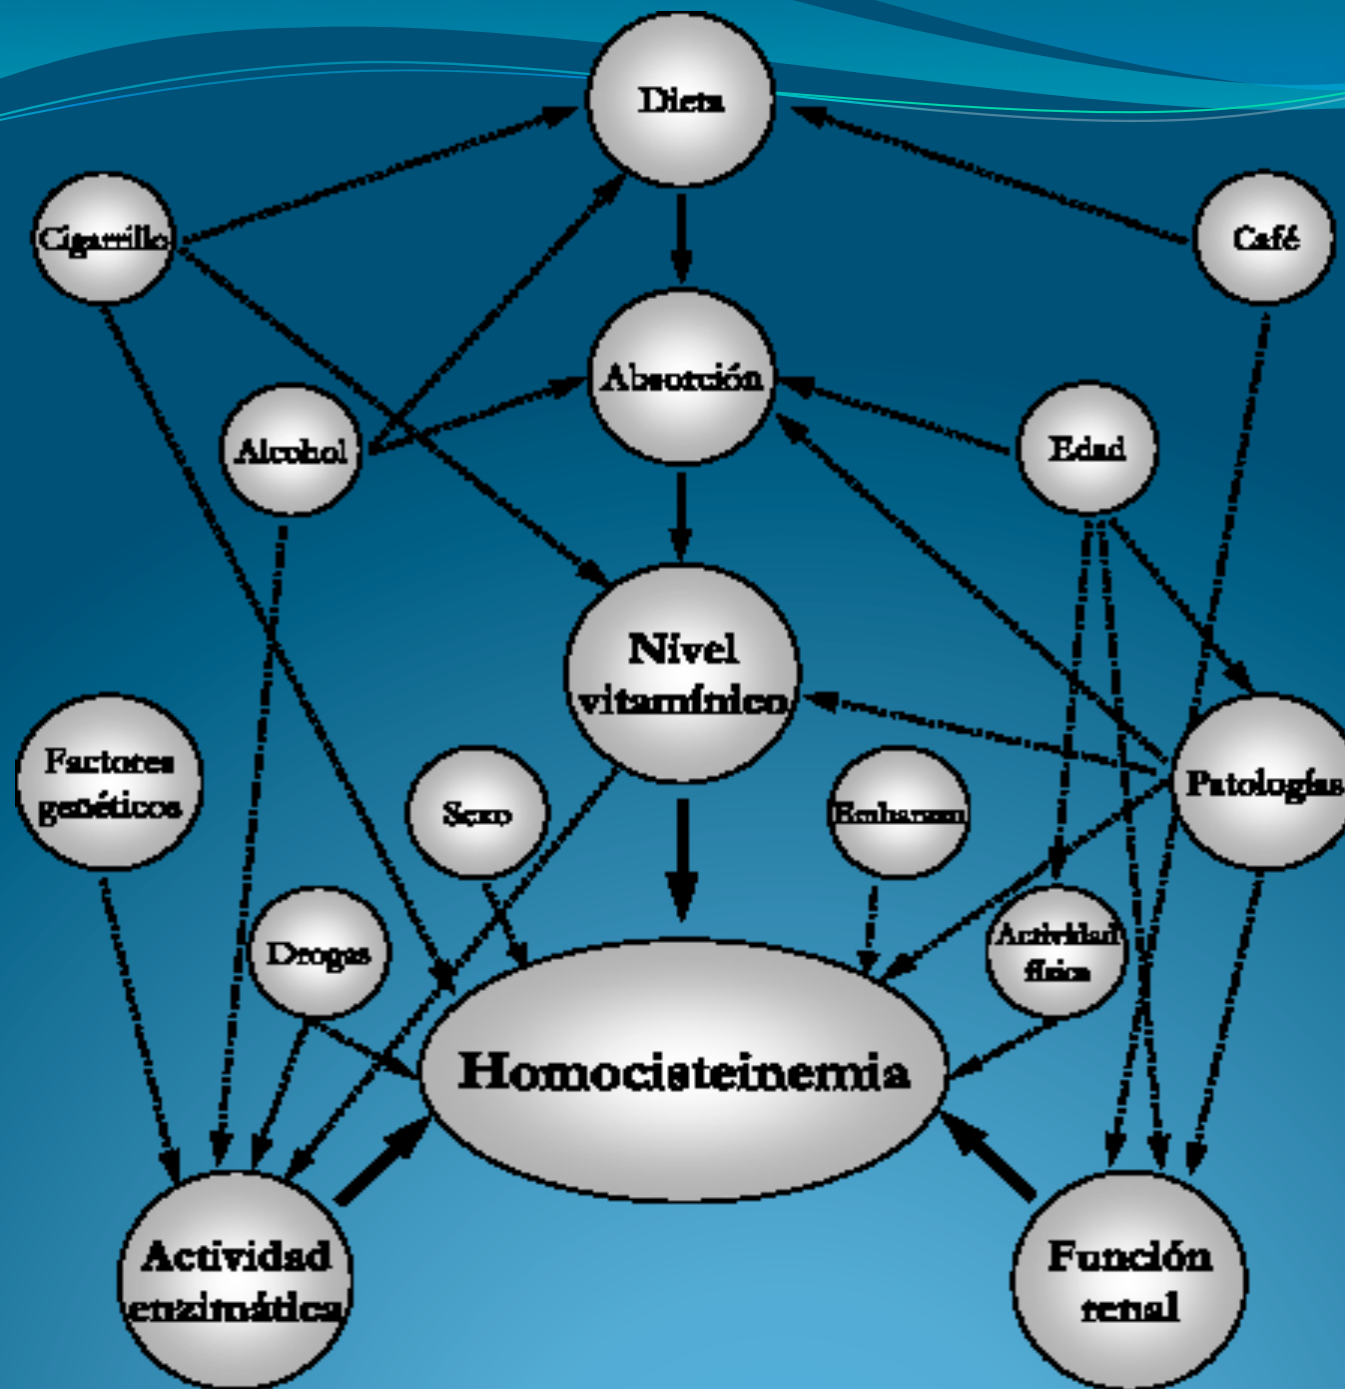 Dieta
Cigarrillo
Café
Absorción
Alcohol
Edad
Nivel
vitamínico
Factores
genéticos
Sexo
Embarazo
Patologías
Drogas
Actividad
física
Homocisteinemia
Actividad
enzimática
Función
renal